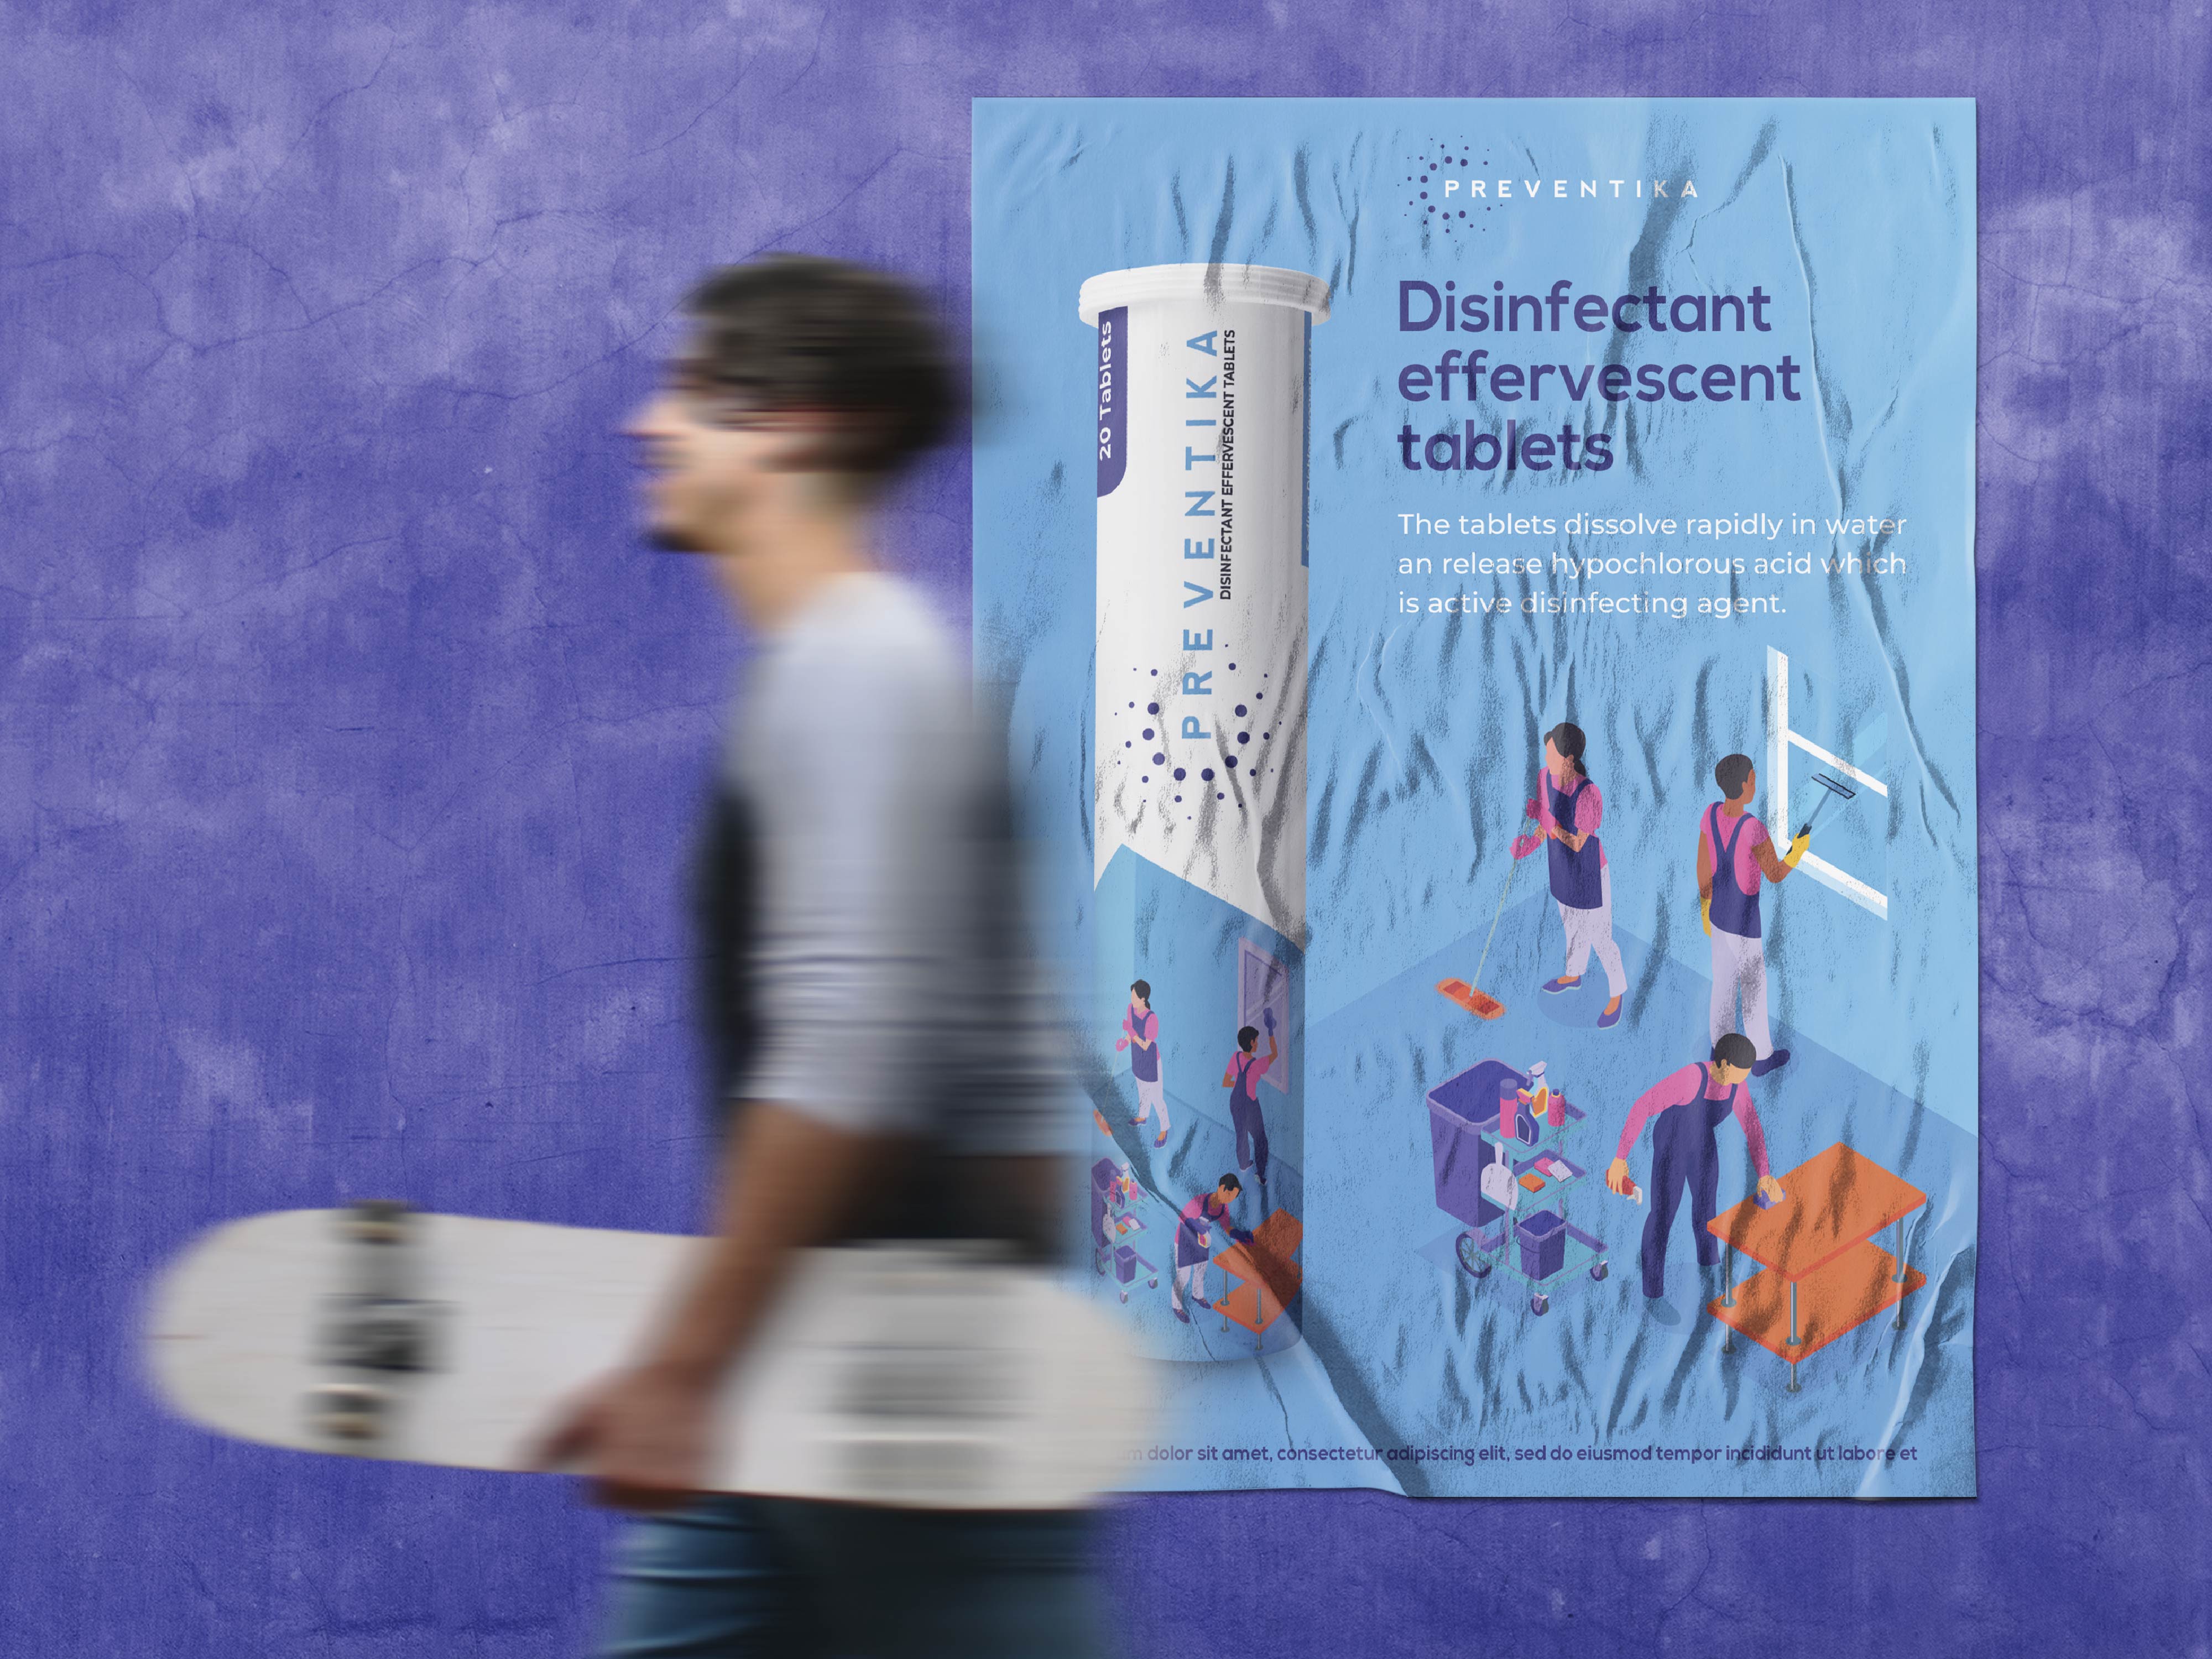 PREVENTIKA
Disinfectant
effervescent
tablets
The tablets dissolve rapidly in water
an release hypochlorous acid which
is active disinfecting agent.
20 Tablets
PREVENTIKA
DISINFECTANT EFFERVESCENT TABLETS
dolor sit amet, consectetur adipiscing elit, sed do eiusmod tempor incididunt ut labore et